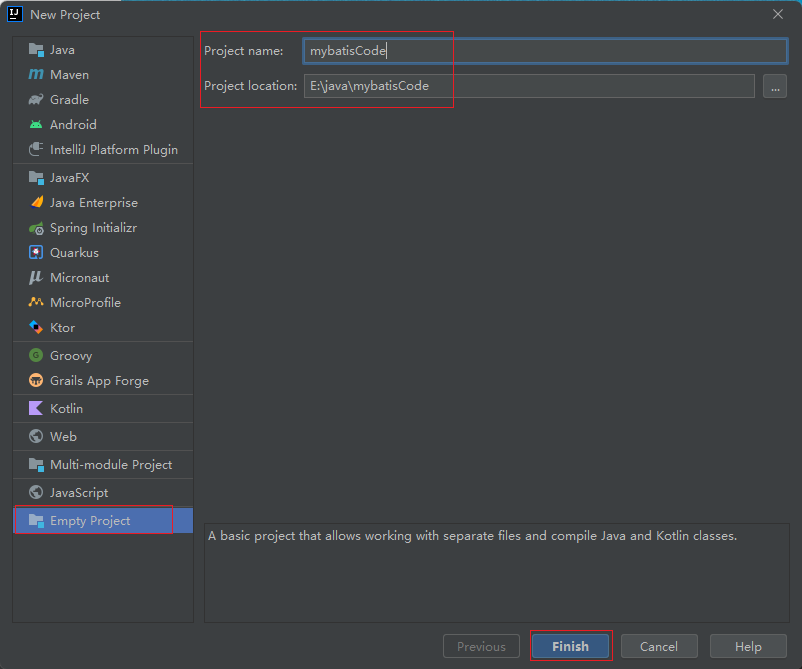 New Project
Java
Maven
Gradle
Android
IntelliJ Platform Plugin
JavaFX
Java Enterprise
Spring Initializr
Quarkus
Micronaut
MicroProfile
Ktor
Groovy
Grails App Forge
Kotlin
Web
Multi-module Project
JavaScript
Empty Project
Project name: mybatisCode
Project location: E:\java\mybatisCode ...
A basic project that allows working with separate files and compile Java and Kotlin classes.
Previous Finish Cancel Help